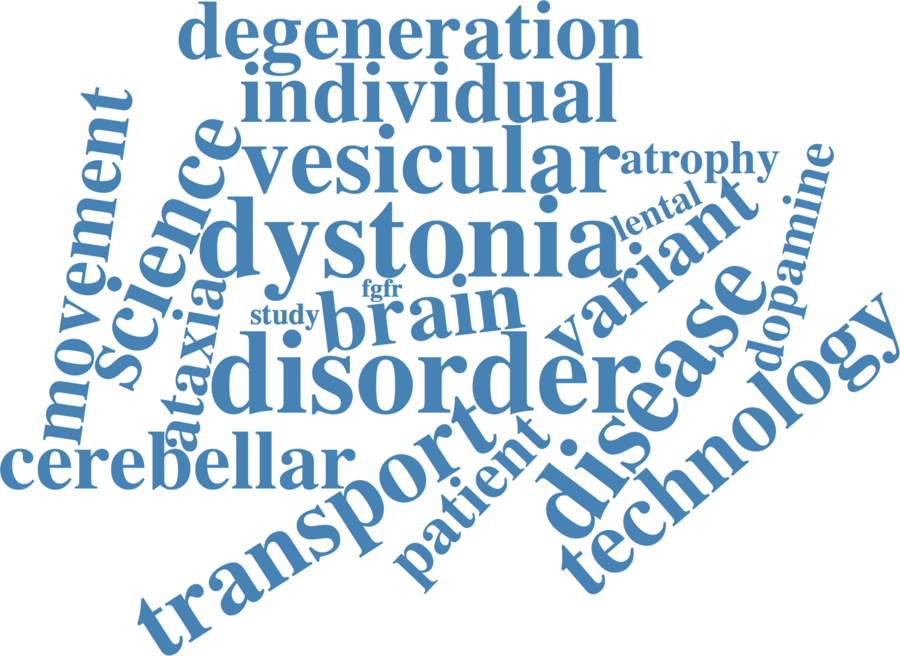 degeneration
individual
movement
science
vesicular
atrophy
dystonia
lental
variant
dopamine
fgfr
study
brain
ataxia
disorder
disease
technology
cerebellar
transport
patient